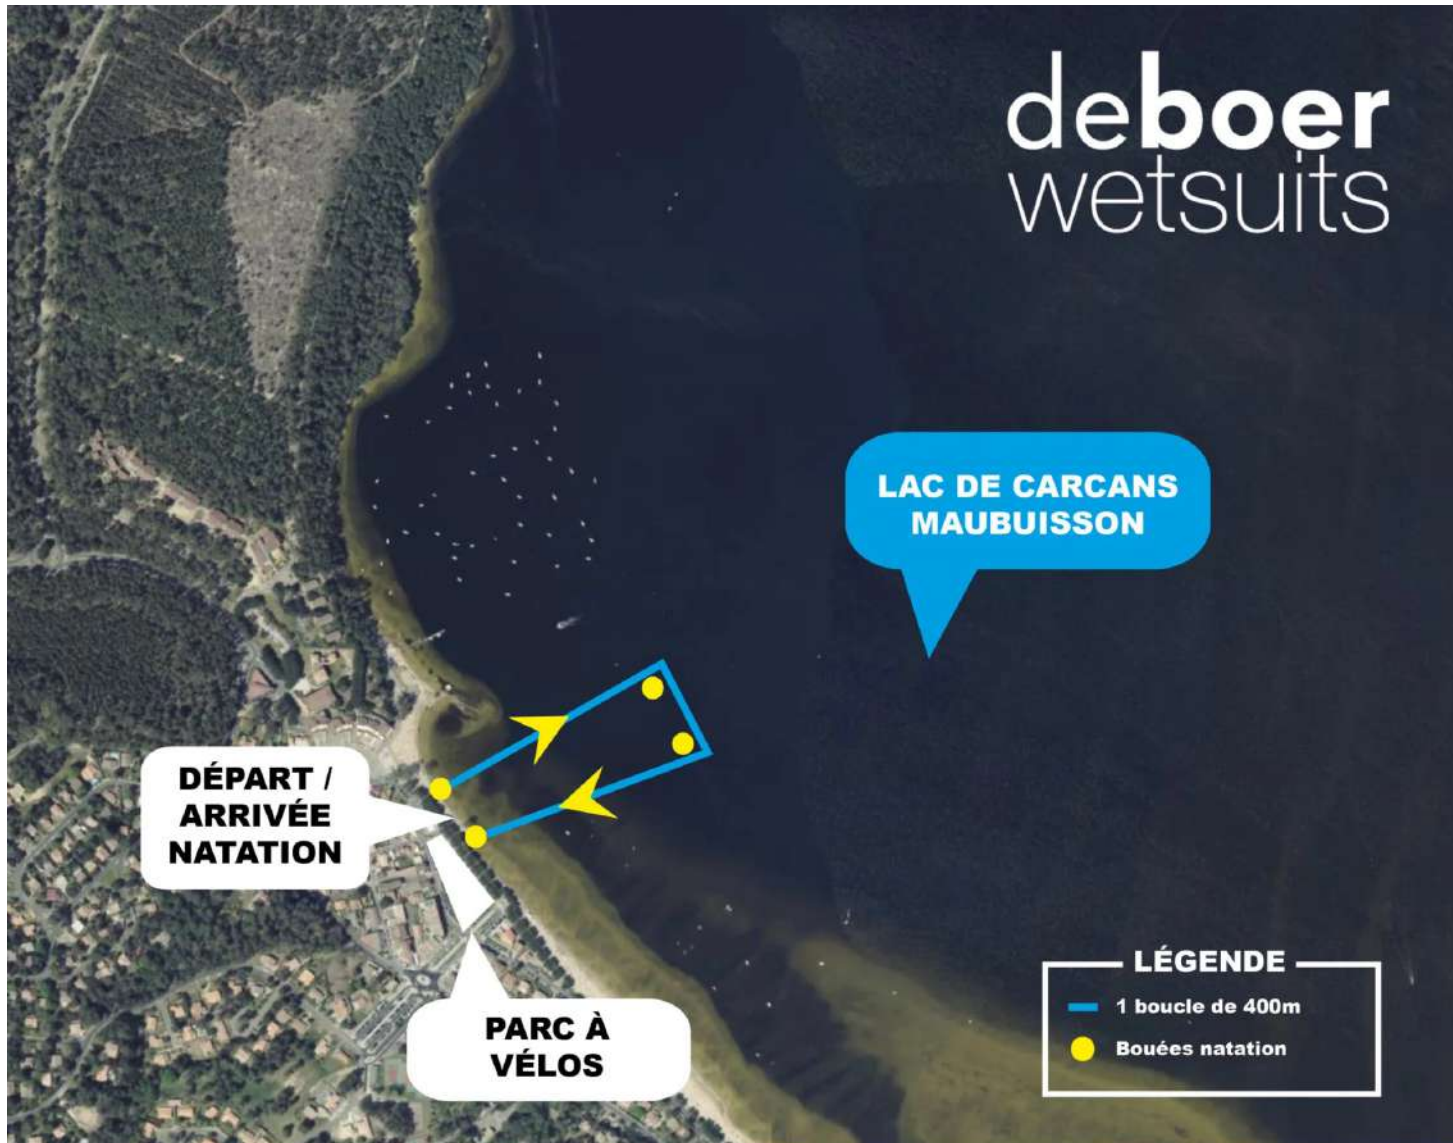 deboer
wetsuits
LAC DE CARCANS
MAUBUISSON
DÉPART /
ARRIVÉE
NATATION
PARC À
VÉLOS
LÉGENDE
1 boucle de 400m
Bouées natation